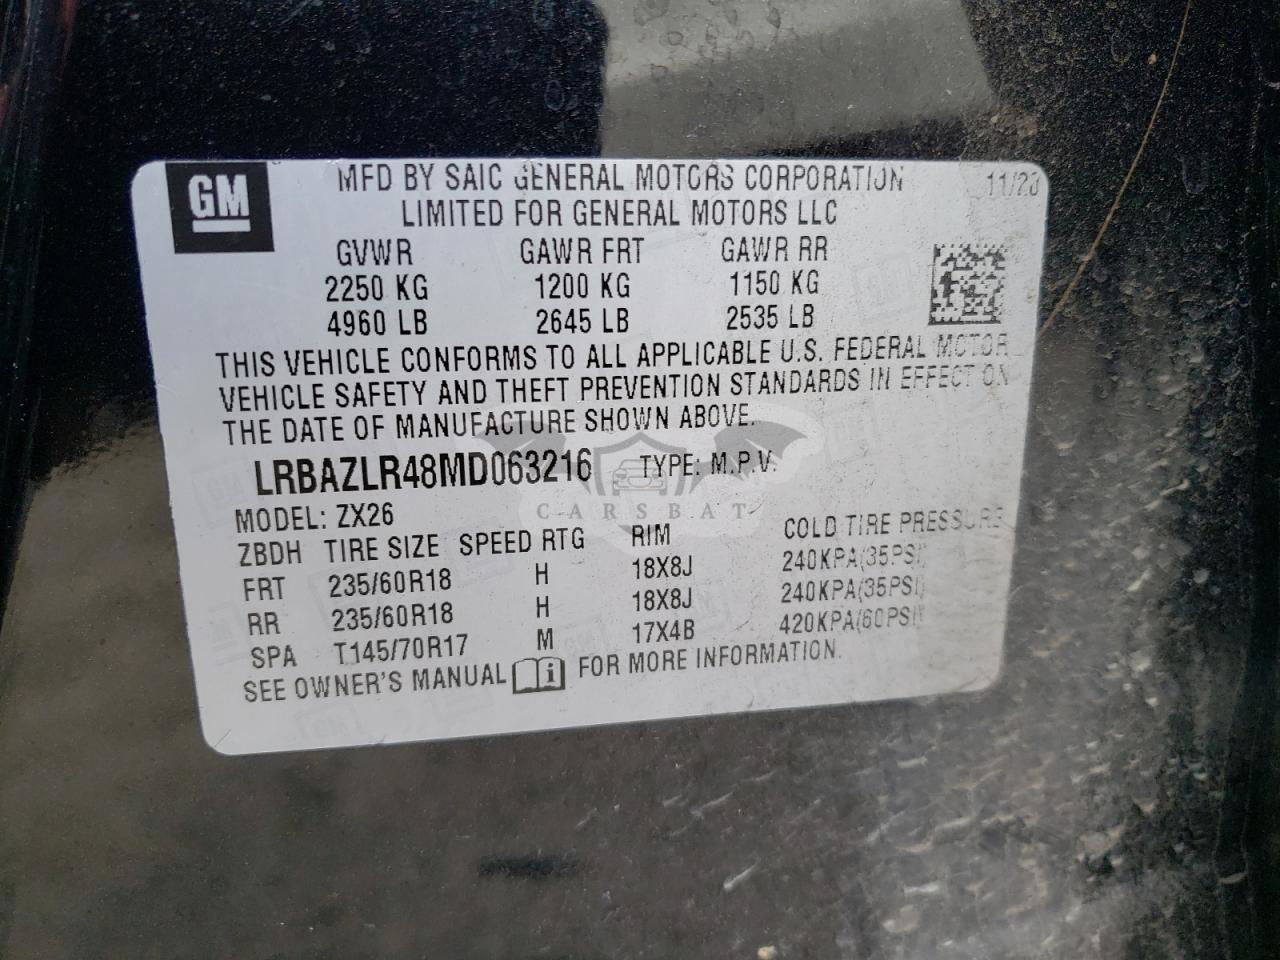 GM
MFD BY SAIC GENERAL MOTORS CORPORATION 11/20
LIMITED FOR GENERAL MOTORS LLC
GVWR GAWR FRT GAWR RR
2250 KG 1200 KG 1150 KG
4960 LB 2645 LB 2535 LB
THIS VEHICLE CONFORMS TO ALL APPLICABLE U.S. FEDERAL MOTOR
VEHICLE SAFETY AND THEFT PREVENTION STANDARDS IN EFFECT ON
THE DATE OF MANUFACTURE SHOWN ABOVE.
LRBAZLR48MD063216 TYPE: M.P.V.
CARSBAT
MODEL: ZX26
ZBDH TIRE SIZE SPEED RTG RIM COLD TIRE PRESSURE
FRT 235/60R18 H 18X8J 240KPA(35PSI)
RR 235/60R18 H 18X8J 240KPA(35PSI)
SPA T145/70R17 M 17X4B 420KPA(60PSI)
SEE OWNER'S MANUAL i FOR MORE INFORMATION.